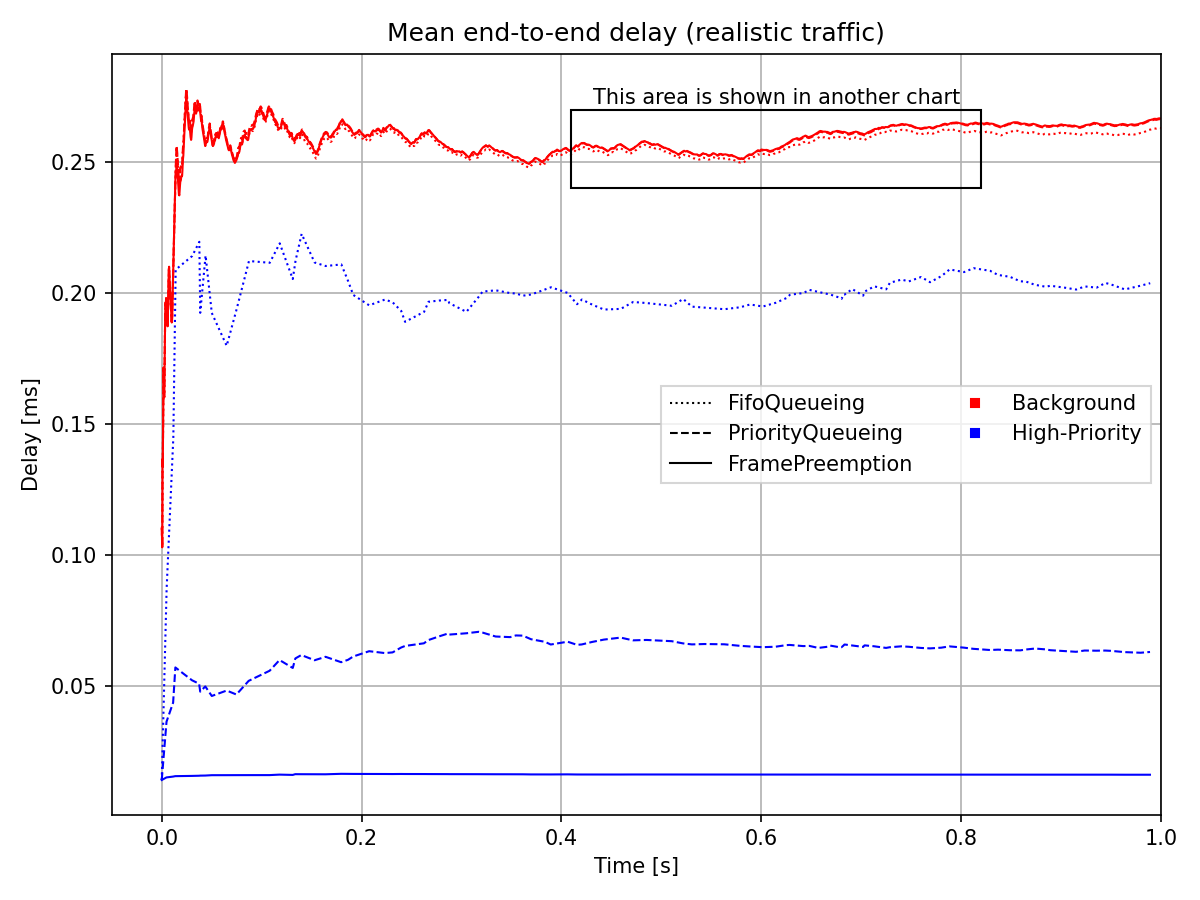 Mean end-to-end delay (realistic traffic)
This area is shown in another chart
0.25
0.20
0.15
0.10
0.05
Delay [ms]
FifoQueueing
PriorityQueueing
FramePreemption
Background
High-Priority
0.0
0.2
0.4
0.6
0.8
1.0
Time [s]